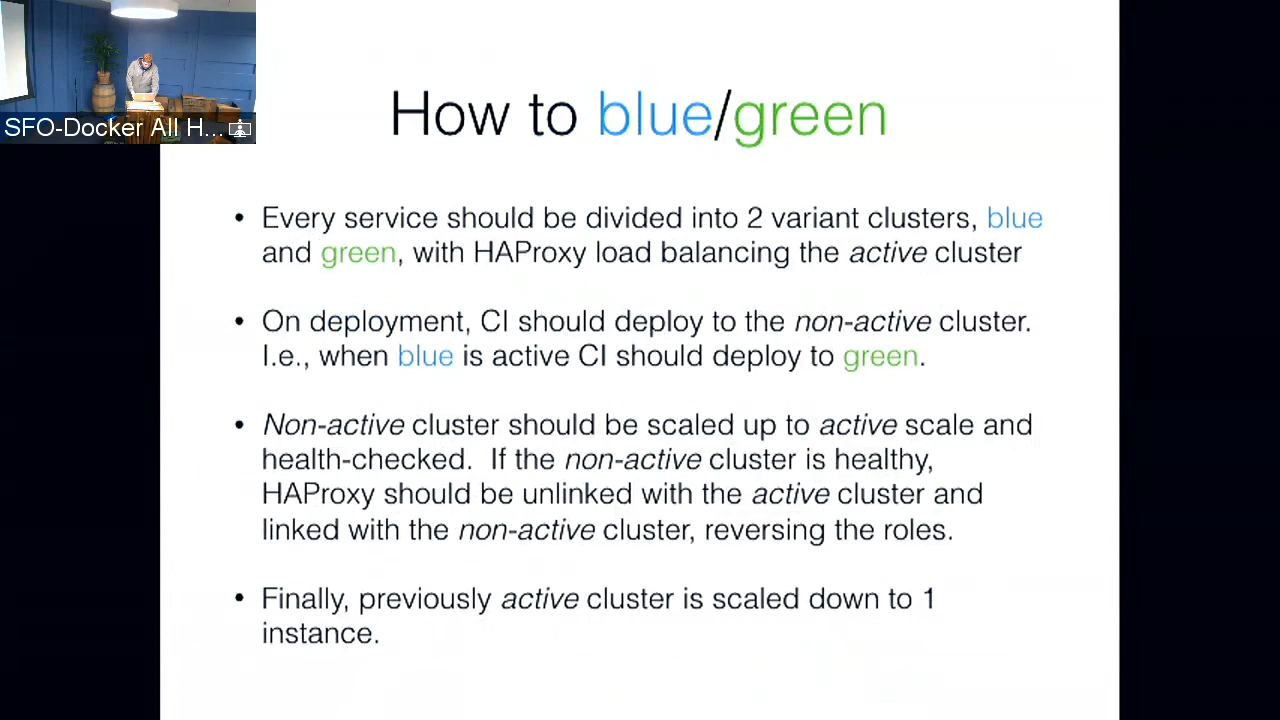 SFO-Docker All H...
How to blue/green
• Every service should be divided into 2 variant clusters, blue
and green, with HAProxy load balancing the active cluster
• On deployment, CI should deploy to the non-active cluster.
I.e., when blue is active CI should deploy to green.
• Non-active cluster should be scaled up to active scale and
health-checked.  If the non-active cluster is healthy,
HAProxy should be unlinked with the active cluster and
linked with the non-active cluster, reversing the roles.
• Finally, previously active cluster is scaled down to 1
instance.